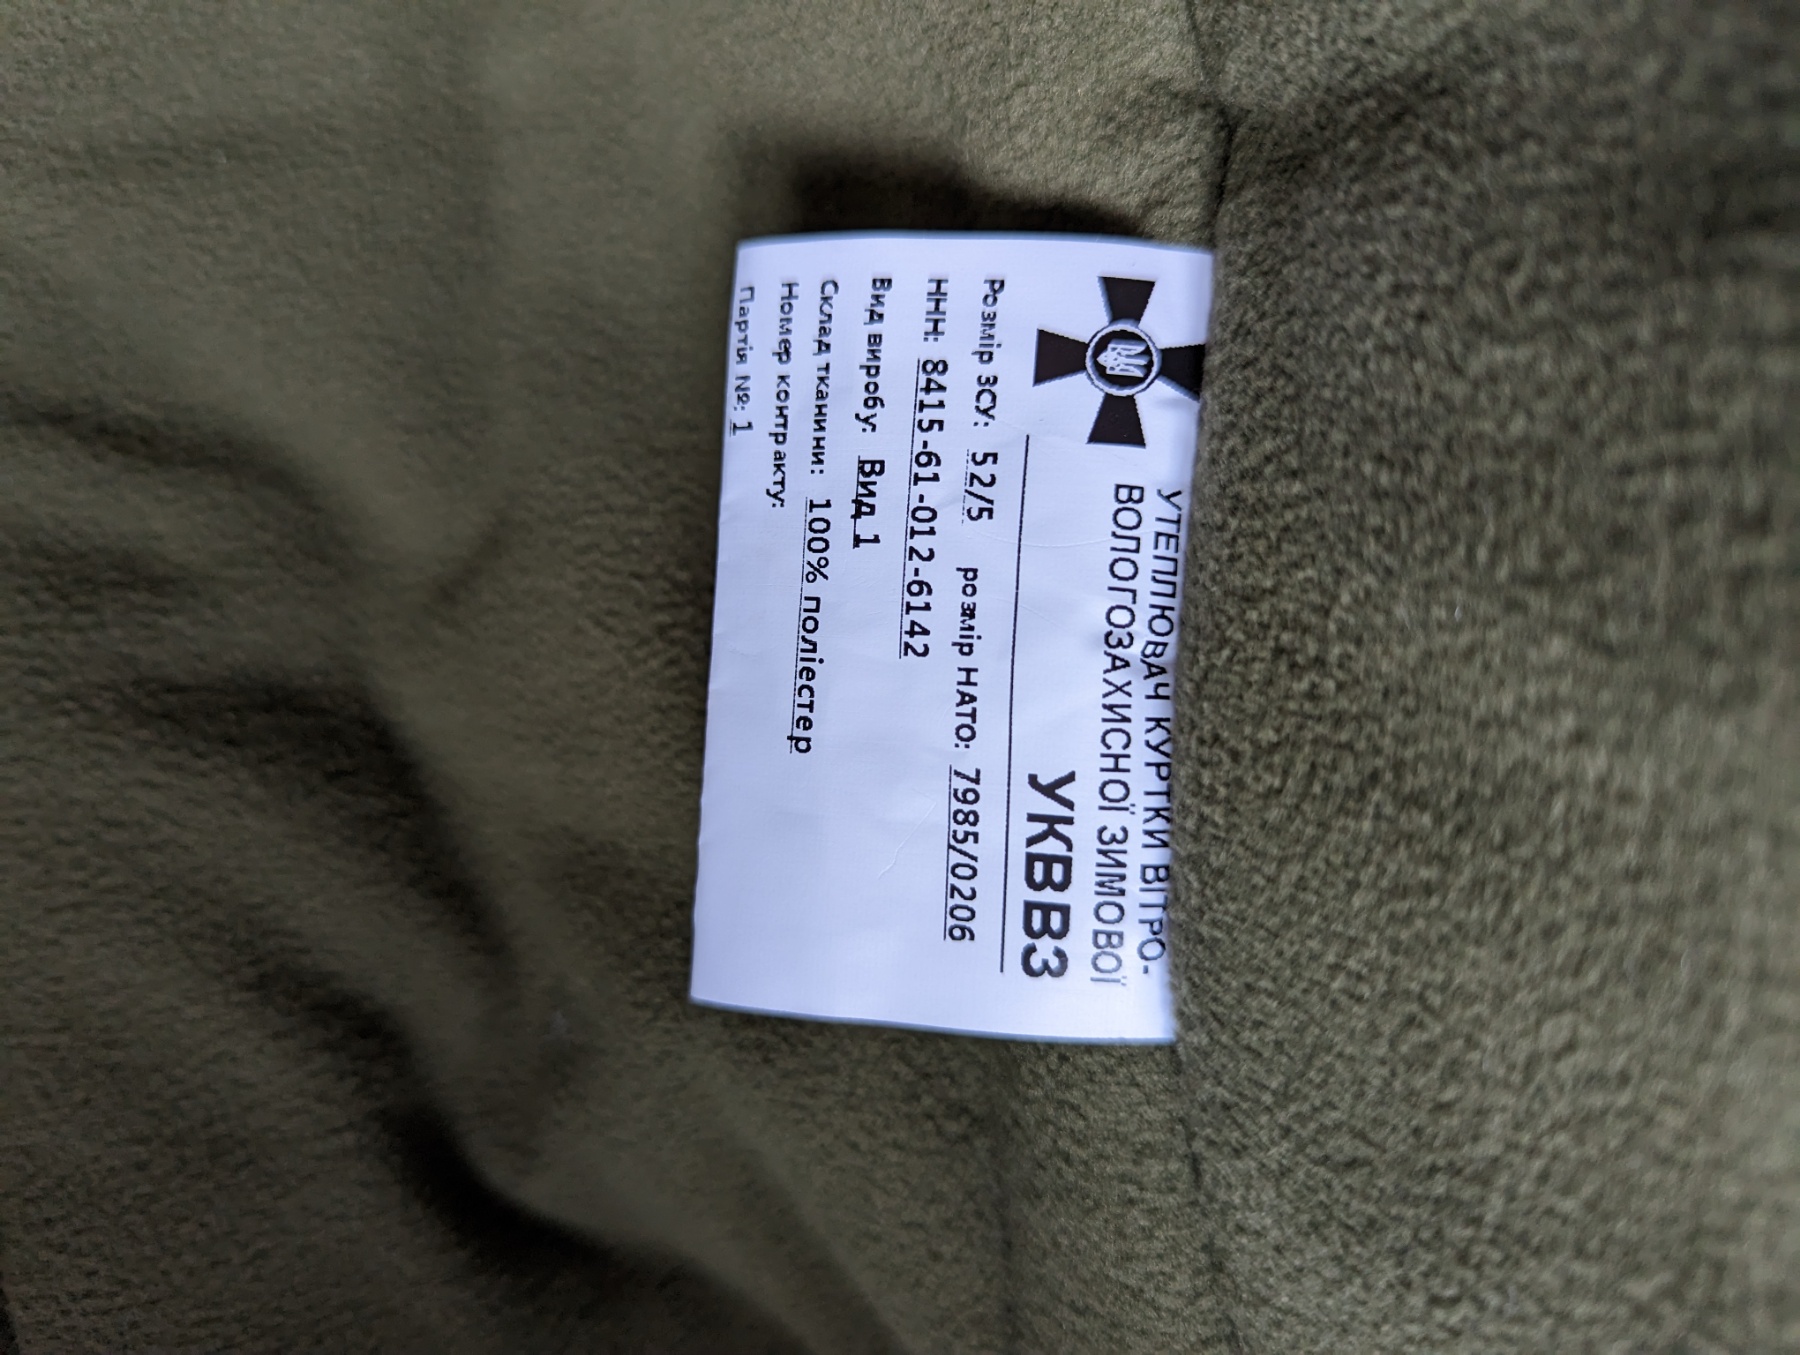 УТЕПЛЮВАЧ КУРТКИ ВІТРО-
ВОЛОГОЗАХИСНОЇ ЗИМОВОЇ
УКВВЗ
Розмір ЗСУ: 52/5 розмір НАТО: 7985/0206
ННН: 8415-61-012-6142
Вид виробу: Вид 1
Склад тканини: 100% поліестер
Номер контракту:
Партія №: 1